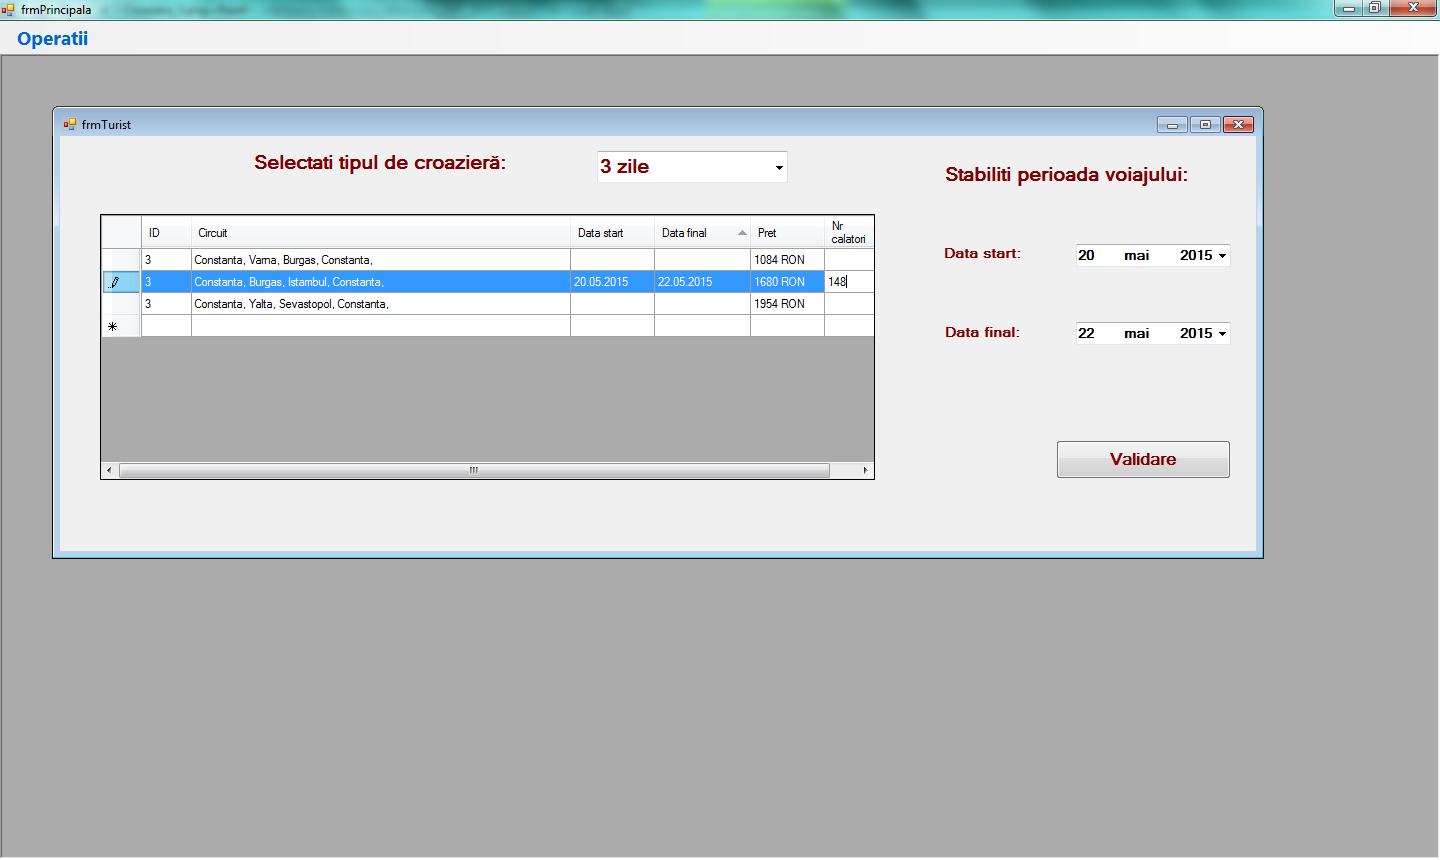 frmPrincipala
Operatii
frmTurist
Selectati tipul de croazieră:
3 zile
Stabiliti perioada voiajului:
ID Circuit Data start Data final Pret Nr calatori
3 Constanta, Varna, Burgas, Constanta, 1084 RON
3 Constanta, Burgas, Istambul, Constanta, 20.05.2015 22.05.2015 1680 RON 148
3 Constanta, Yalta, Sevastopol, Constanta, 1954 RON
Data start: 20 mai 2015
Data final: 22 mai 2015
Validare